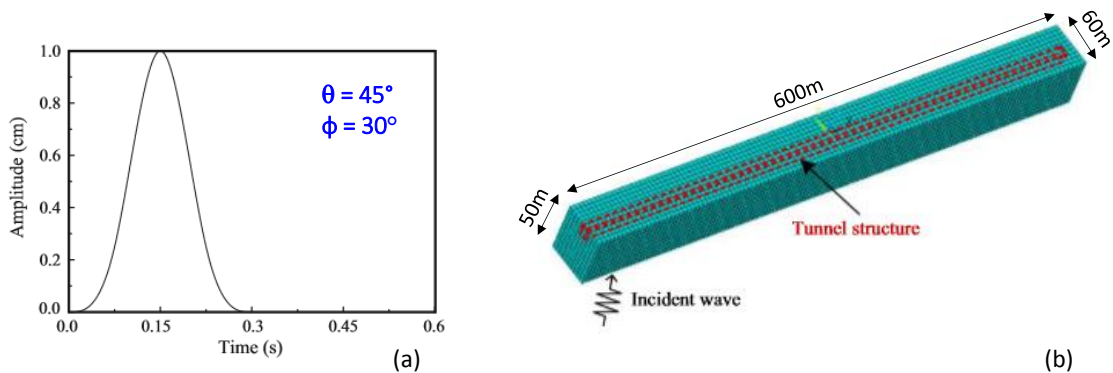 1.0
0.8
0.6
0.4
0.2
0.0
Amplitude (cm)
0.0 0.15 0.3 0.45 0.6
Time (s)
θ = 45°
ϕ = 30°
(a)
600m
60m
50m
Tunnel structure
Incident wave
(b)